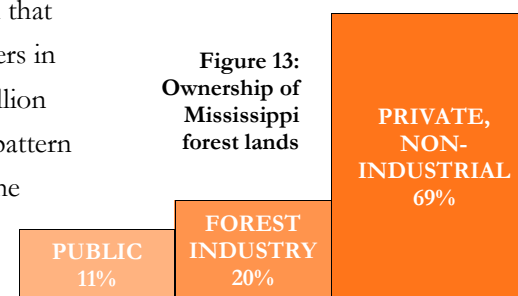 that
ers in
llion
pattern
ne
Figure 13:
Ownership of
Mississippi
forest lands
PUBLIC
11%
FOREST
INDUSTRY
20%
PRIVATE,
NON-
INDUSTRIAL
69%